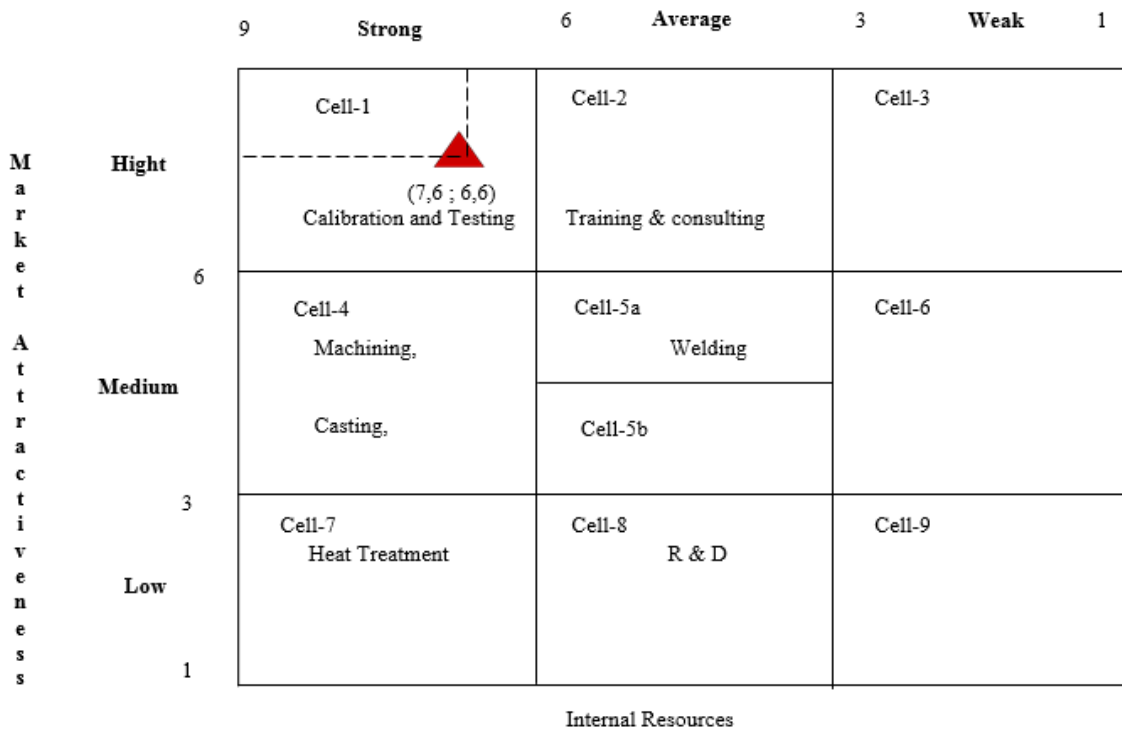 9 Strong 6 Average 3 Weak 1
Cell-1 Cell-2 Cell-3
Market Attractiveness
Hight
(7,6 ; 6,6)
Calibration and Testing Training & consulting
6
Cell-4 Cell-5a Cell-6
Machining, Welding
Medium
Casting, Cell-5b
3
Cell-7 Cell-8 Cell-9
Heat Treatment R & D
Low
1
Internal Resources